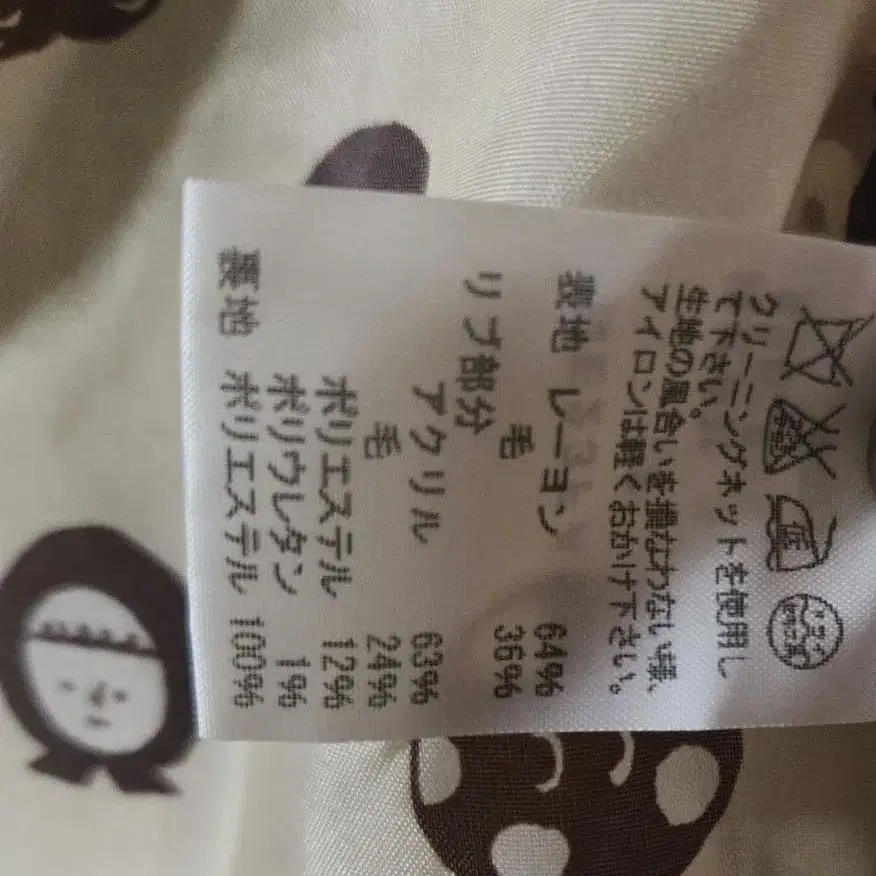 低
クリーニングネットを使用し
て下さい。
生地の風合いを損なわない様、
アイロンは軽くおかけ下さい。
表地 レーヨン 64%
毛 36%
リブ部分
アクリル 63%
毛 24%
ポリエステル 12%
ポリウレタン 1%
裏地 ポリエステル 100%